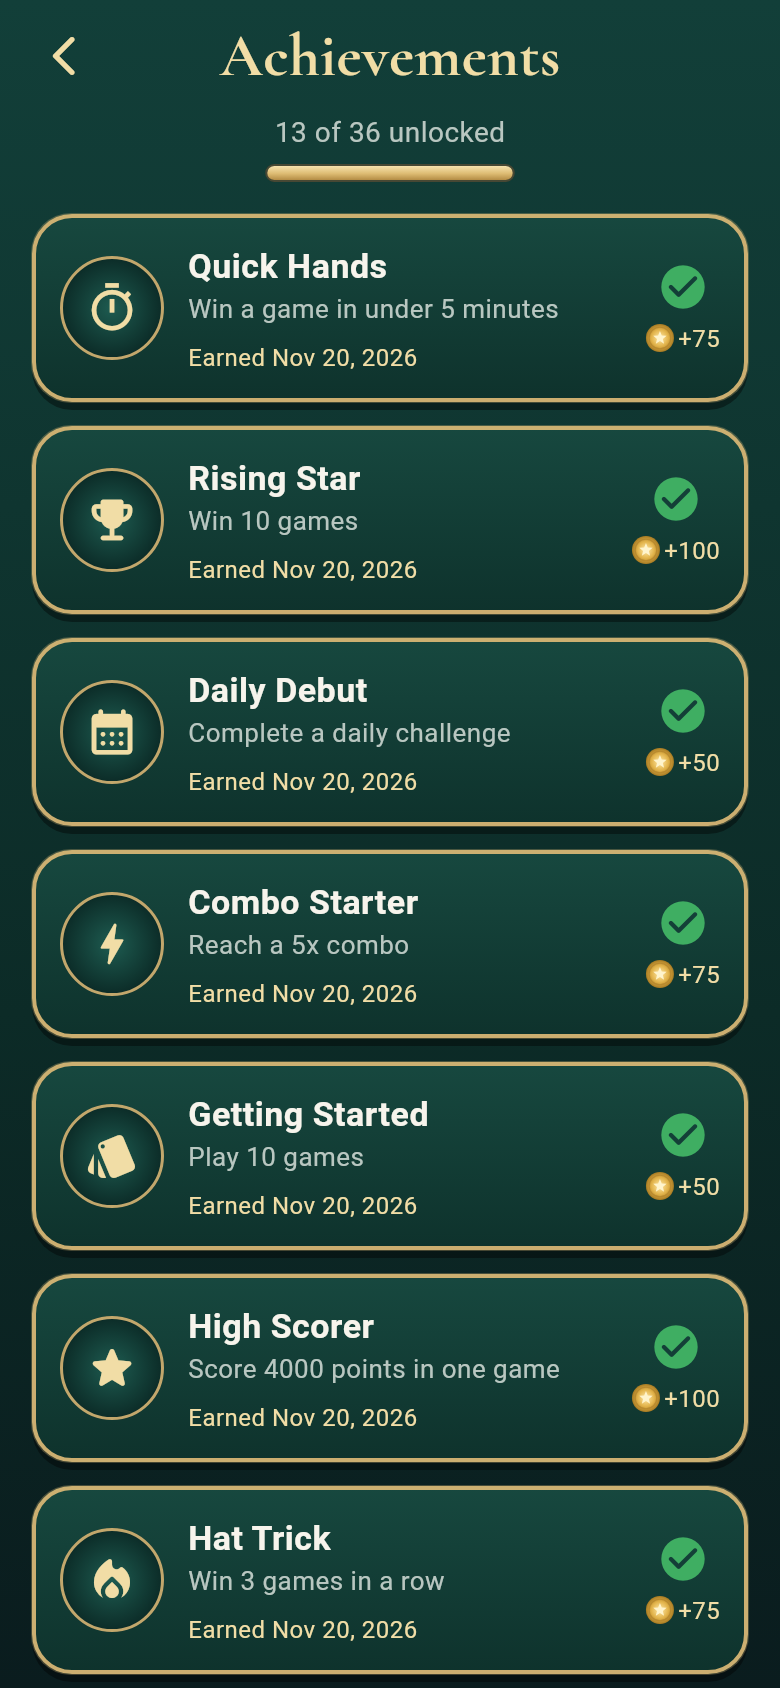 Achievements
13 of 36 unlocked
Quick Hands
Win a game in under 5 minutes
Earned Nov 20, 2026
+75
Rising Star
Win 10 games
Earned Nov 20, 2026
+100
Daily Debut
Complete a daily challenge
Earned Nov 20, 2026
+50
Combo Starter
Reach a 5x combo
Earned Nov 20, 2026
+75
Getting Started
Play 10 games
Earned Nov 20, 2026
+50
High Scorer
Score 4000 points in one game
Earned Nov 20, 2026
+100
Hat Trick
Win 3 games in a row
Earned Nov 20, 2026
+75